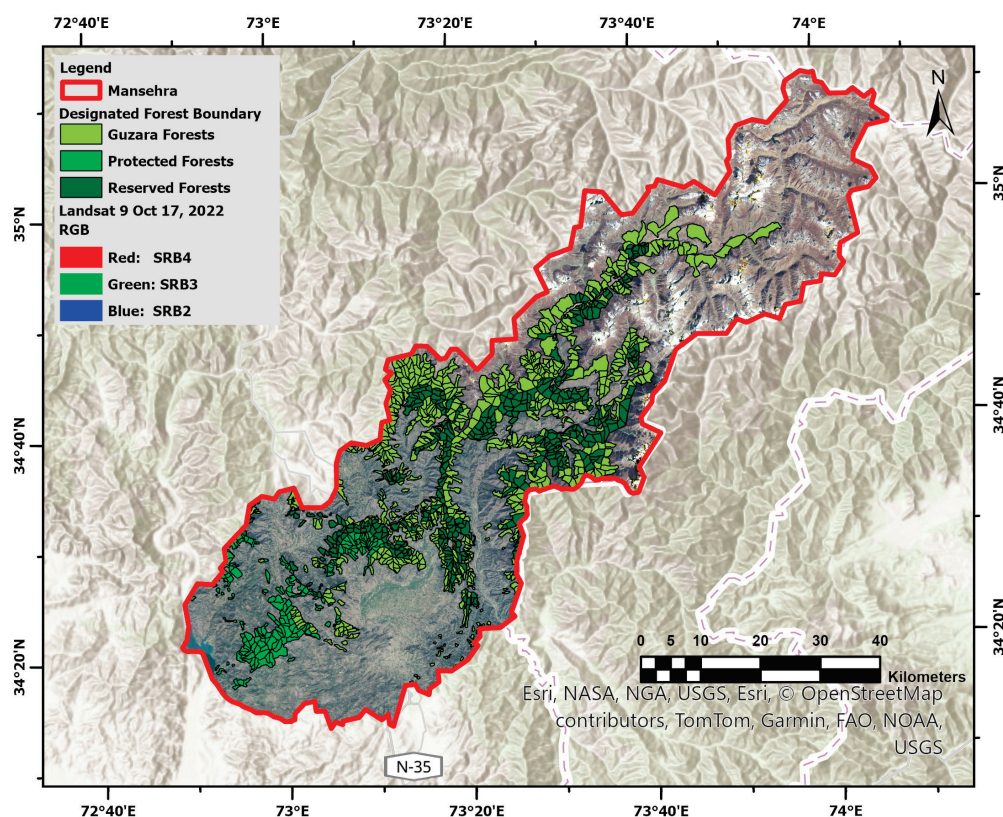 72°40'E 73°E 73°20'E 73°40'E 74°E
Legend
Mansehra
Designated Forest Boundary
Guzara Forests
Protected Forests
Reserved Forests
Landsat 9 Oct 17, 2022
RGB
Red: SRB4
Green: SRB3
Blue: SRB2
N
35°N
35°N
34°40'N
34°40'N
34°20'N
34°20'N
0 5 10 20 30 40
Kilometers
Esri, NASA, NGA, USGS, Esri, © OpenStreetMap
contributors, TomTom, Garmin, FAO, NOAA,
USGS
N-35
72°40'E 73°E 73°20'E 73°40'E 74°E